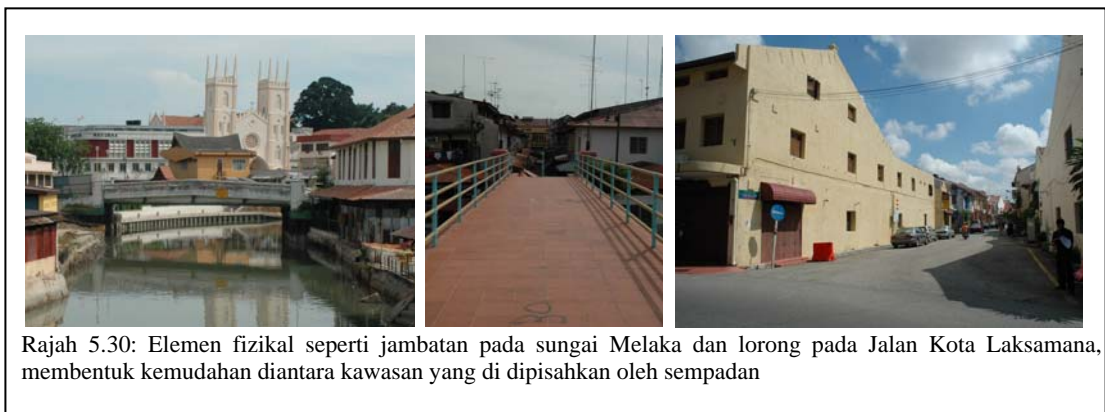 Rajah 5.30: Elemen fizikal seperti jambatan pada sungai Melaka dan lorong pada Jalan Kota Laksamana,
membentuk kemudahan diantara kawasan yang di dipisahkan oleh sempadan